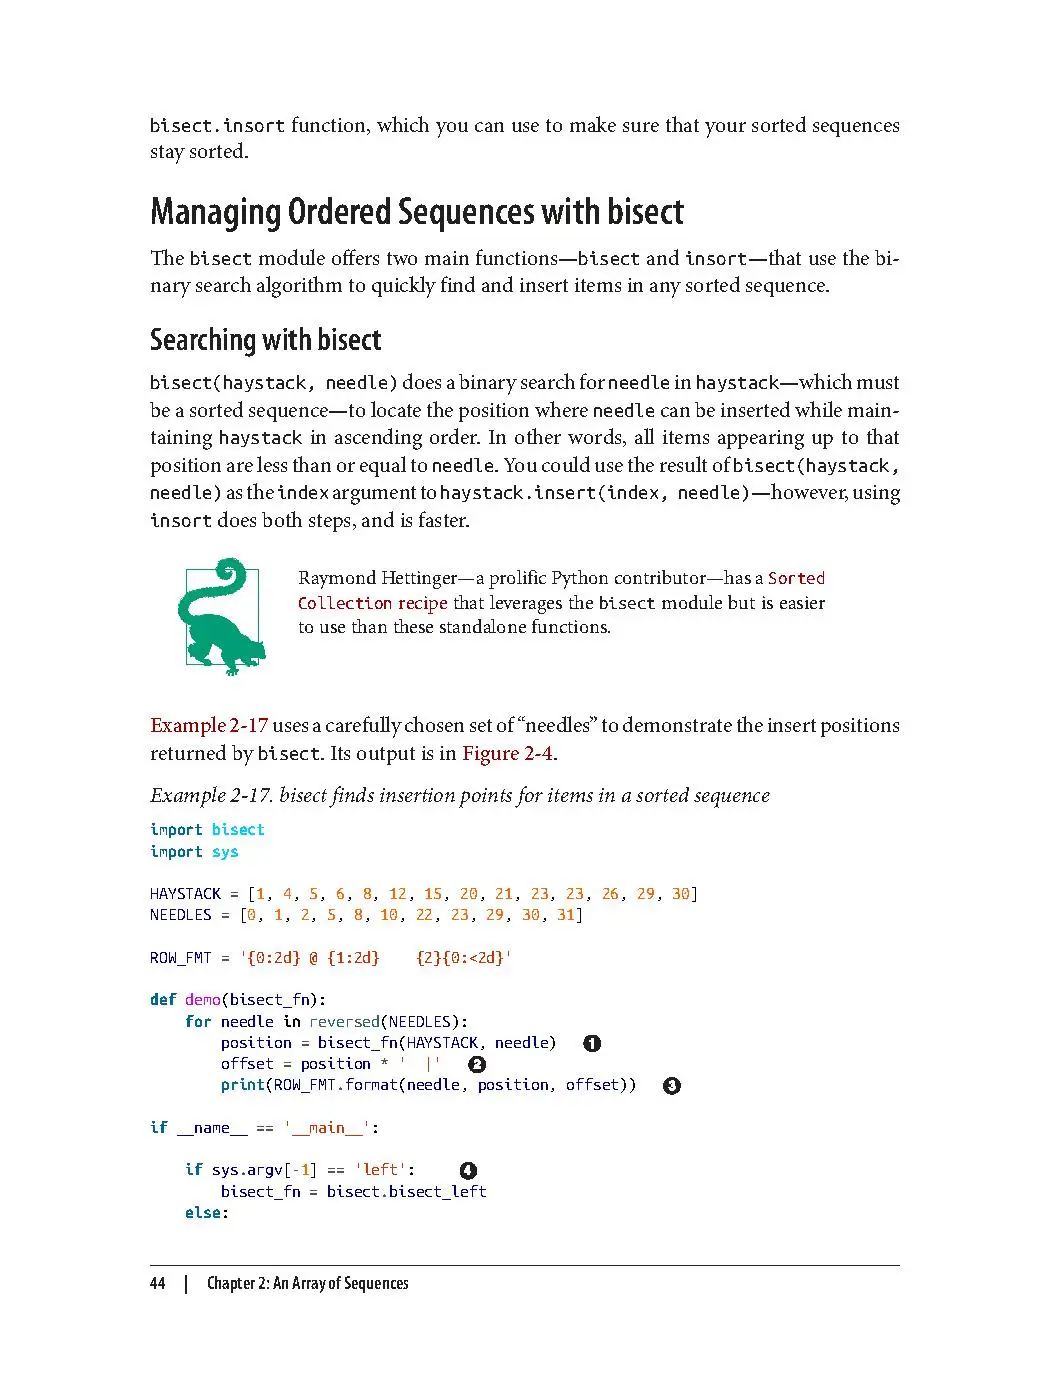 bisect.insort function, which you can use to make sure that your sorted sequences
stay sorted.
Managing Ordered Sequences with bisect
The bisect module offers two main functions—bisect and insort—that use the bi-
nary search algorithm to quickly find and insert items in any sorted sequence.
Searching with bisect
bisect(haystack, needle) does a binary search for needle in haystack—which must
be a sorted sequence—to locate the position where needle can be inserted while main-
taining haystack in ascending order. In other words, all items appearing up to that
position are less than or equal to needle. You could use the result of bisect(haystack,
needle) as the index argument to haystack.insert(index, needle)—however, using
insort does both steps, and is faster.
Raymond Hettinger—a prolific Python contributor—has a Sorted
Collection recipe that leverages the bisect module but is easier
to use than these standalone functions.
Example 2-17 uses a carefully chosen set of “needles” to demonstrate the insert positions
returned by bisect. Its output is in Figure 2-4.
Example 2-17. bisect finds insertion points for items in a sorted sequence
import bisect
import sys
HAYSTACK = [1, 4, 5, 6, 8, 12, 15, 20, 21, 23, 23, 26, 29, 30]
NEEDLES = [0, 1, 2, 5, 8, 10, 22, 23, 29, 30, 31]
ROW_FMT = '{0:2d} @ {1:2d}    {2}{0:<2d}'
def demo(bisect_fn):
    for needle in reversed(NEEDLES):
        position = bisect_fn(HAYSTACK, needle)   ❶
        offset = position * '  |'   ❷
        print(ROW_FMT.format(needle, position, offset))   ❸
if __name__ == '__main__':
    if sys.argv[-1] == 'left':     ❹
        bisect_fn = bisect.bisect_left
    else:
44 | Chapter 2: An Array of Sequences